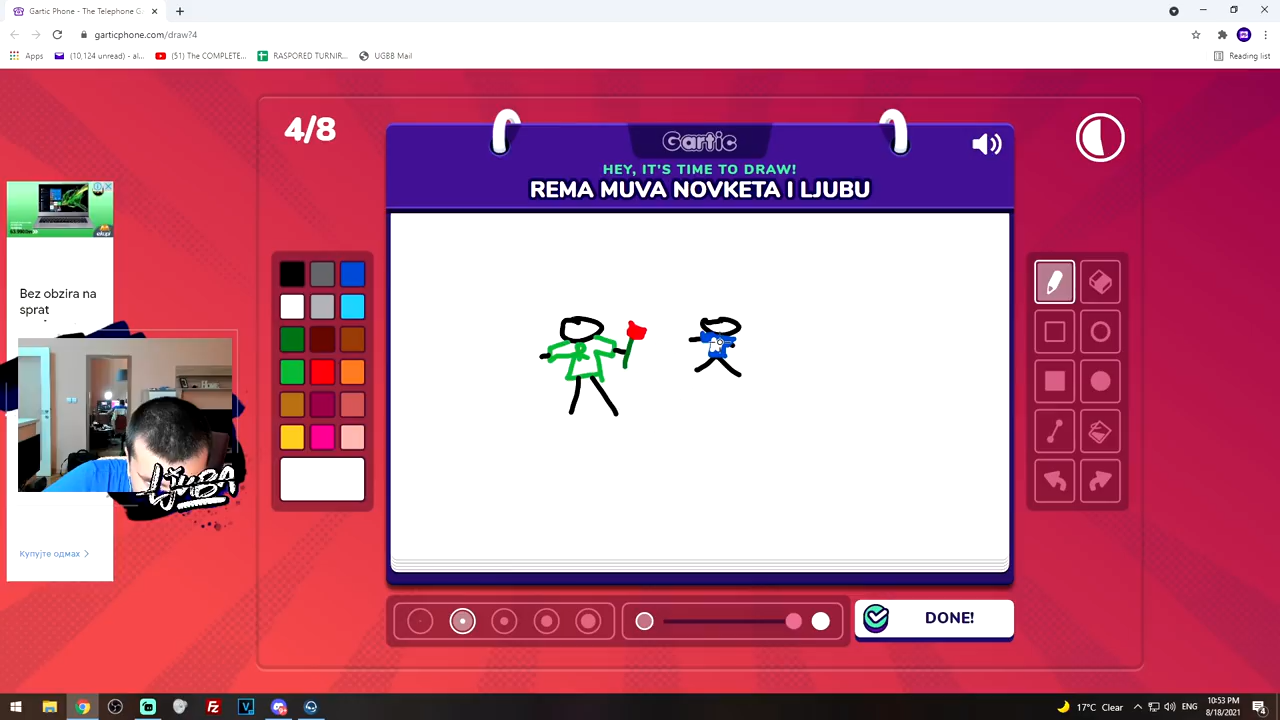 Gartic Phone - The Telephone G
garticphone.com/draw?4
Apps
(10,124 unread) - al...
(51) The COMPLETE...
RASPORED TURNIR...
UGBB Mail
Reading list
4/8
Gartic
HEY, IT'S TIME TO DRAW!
REMA MUVA NOVKETA I LJUBU
Bez obzira na
sprat
LJUBA
Купујте одмах
DONE!
17°C Clear
ENG
10:53 PM
8/18/2021
4